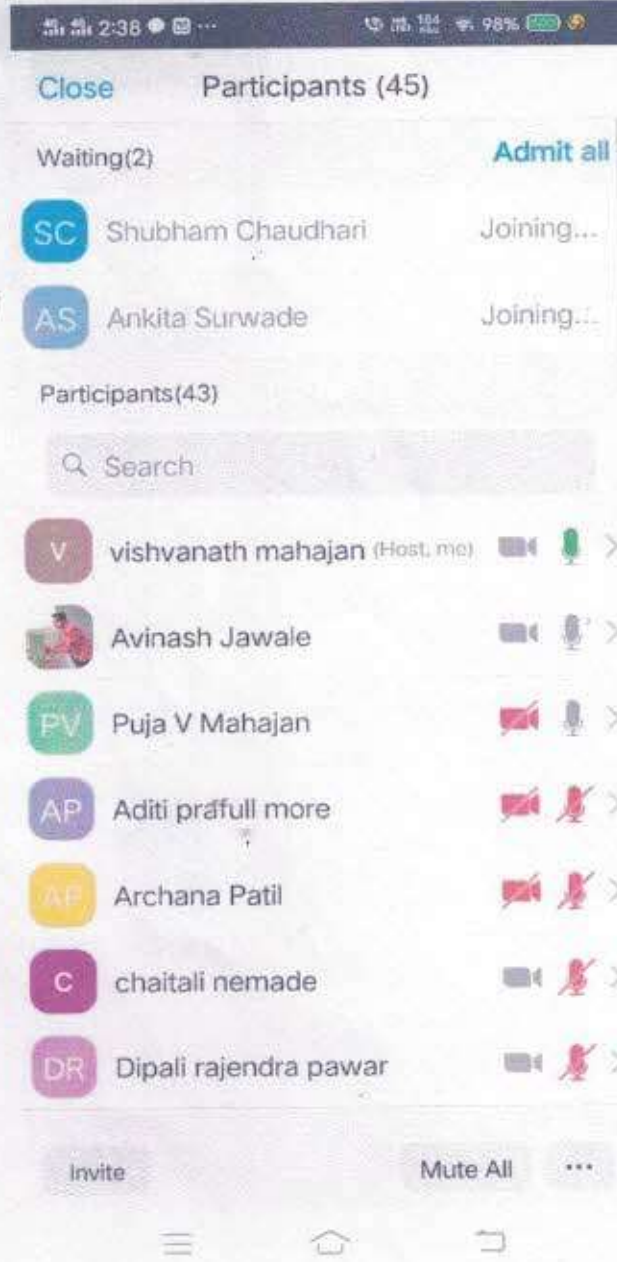 2:38 ... 98%
Close Participants (45)
Waiting(2) Admit all
SC Shubham Chaudhari Joining...
AS Ankita Surwade Joining...
Participants(43)
Search
V vishvanath mahajan (Host, me)
Avinash Jawale
PV Puja V Mahajan
AP Aditi prafull more
AP Archana Patil
C chaitali nemade
DR Dipali rajendra pawar
Invite Mute All ...